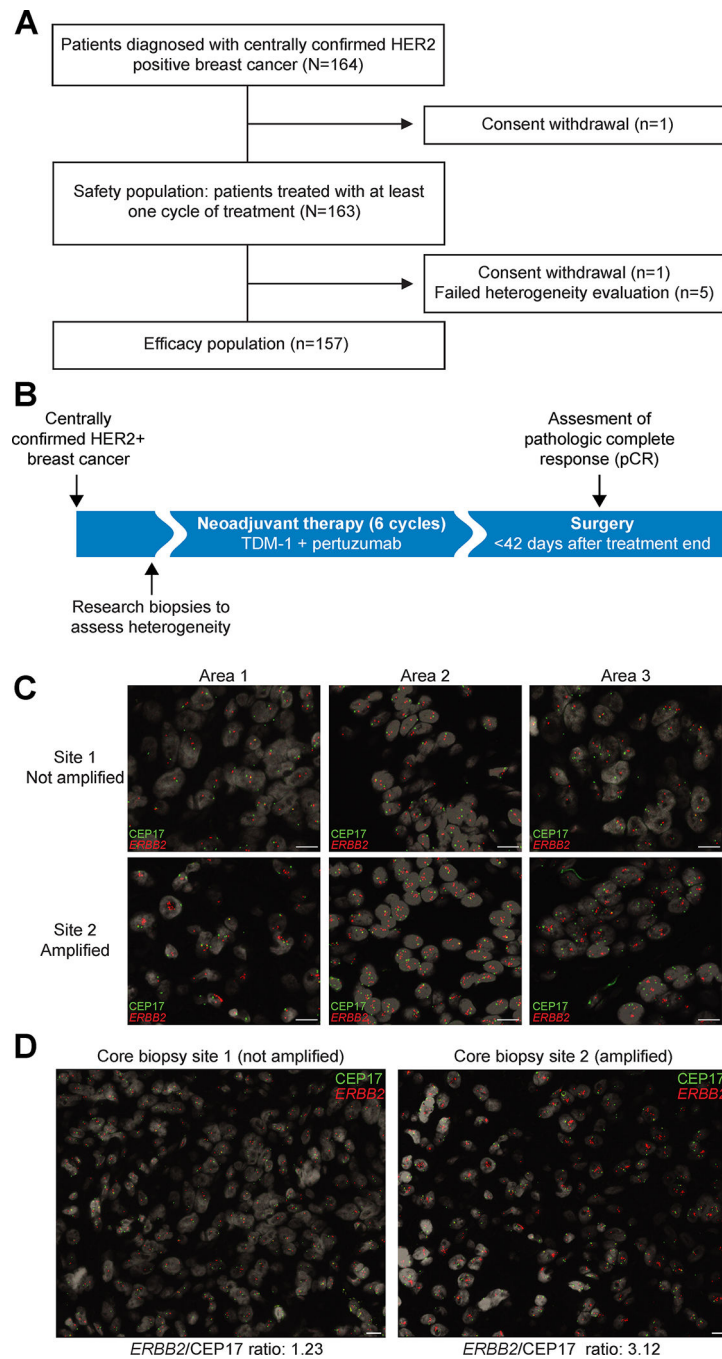 A
Patients diagnosed with centrally confirmed HER2
positive breast cancer (N=164)
Consent withdrawal (n=1)
Safety population: patients treated with at least
one cycle of treatment (N=163)
Consent withdrawal (n=1)
Failed heterogeneity evaluation (n=5)
Efficacy population (n=157)
B
Centrally
confirmed HER2+
breast cancer
Assesment of
pathologic complete
response (pCR)
Neoadjuvant therapy (6 cycles)
TDM-1 + pertuzumab
Surgery
<42 days after treatment end
Research biopsies to
assess heterogeneity
C
Area 1
Area 2
Area 3
Site 1
Not amplified
CEP17
ERBB2
CEP17
ERBB2
CEP17
ERBB2
Site 2
Amplified
CEP17
ERBB2
CEP17
ERBB2
CEP17
ERBB2
D
Core biopsy site 1 (not amplified)
Core biopsy site 2 (amplified)
CEP17
ERBB2
CEP17
ERBB2
ERBB2/CEP17 ratio: 1.23
ERBB2/CEP17 ratio: 3.12